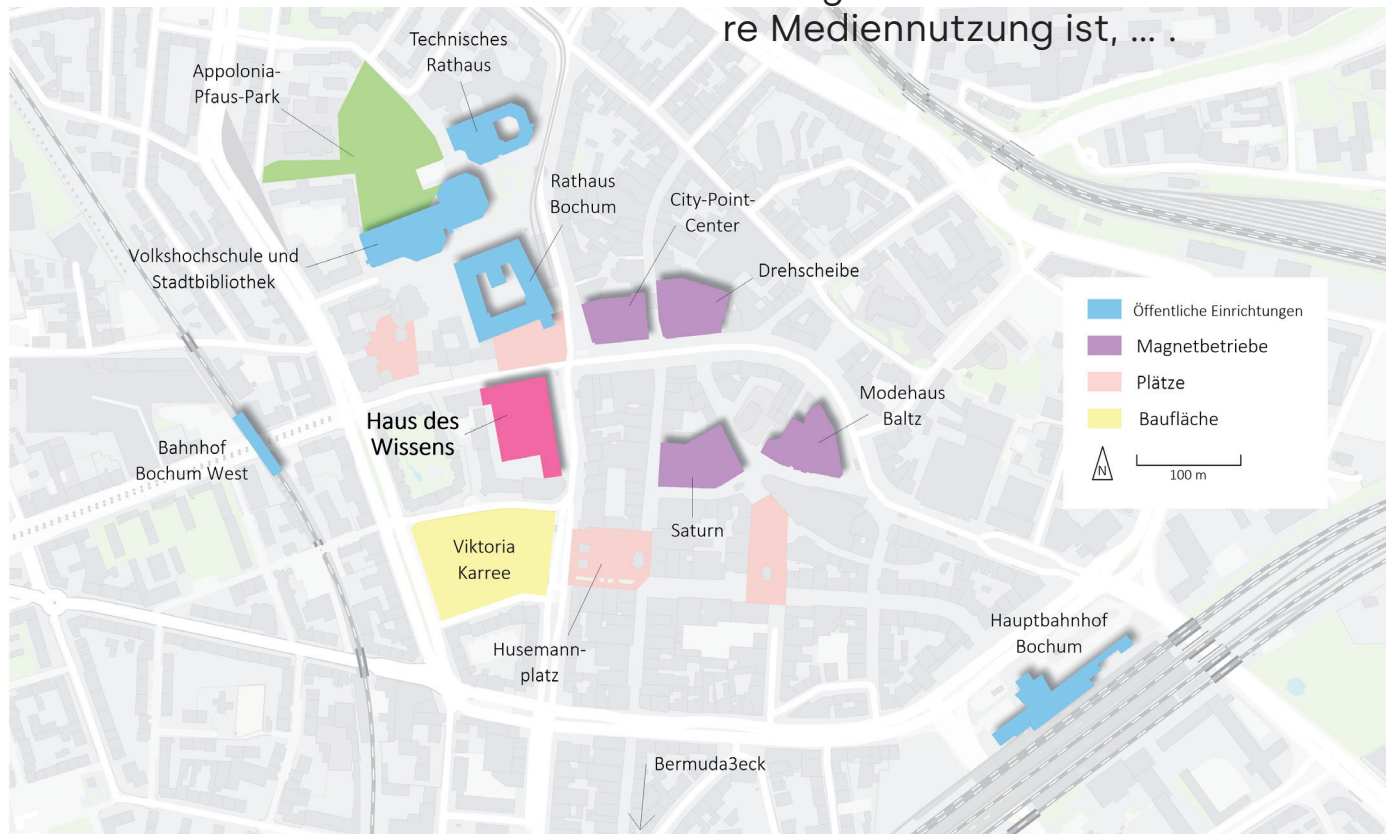 re Mediennutzung ist, ... .
Technisches
Rathaus
Appolonia-
Pfaus-Park
Rathaus
Bochum
City-Point-
Center
Drehscheibe
Volkshochschule und
Stadtbibliothek
Öffentliche Einrichtungen
Magnetbetriebe
Plätze
Baufläche
N
100 m
Modehaus
Baltz
Haus des
Wissens
Bahnhof
Bochum West
Saturn
Viktoria
Karree
Husemann-
platz
Hauptbahnhof
Bochum
Bermuda3eck